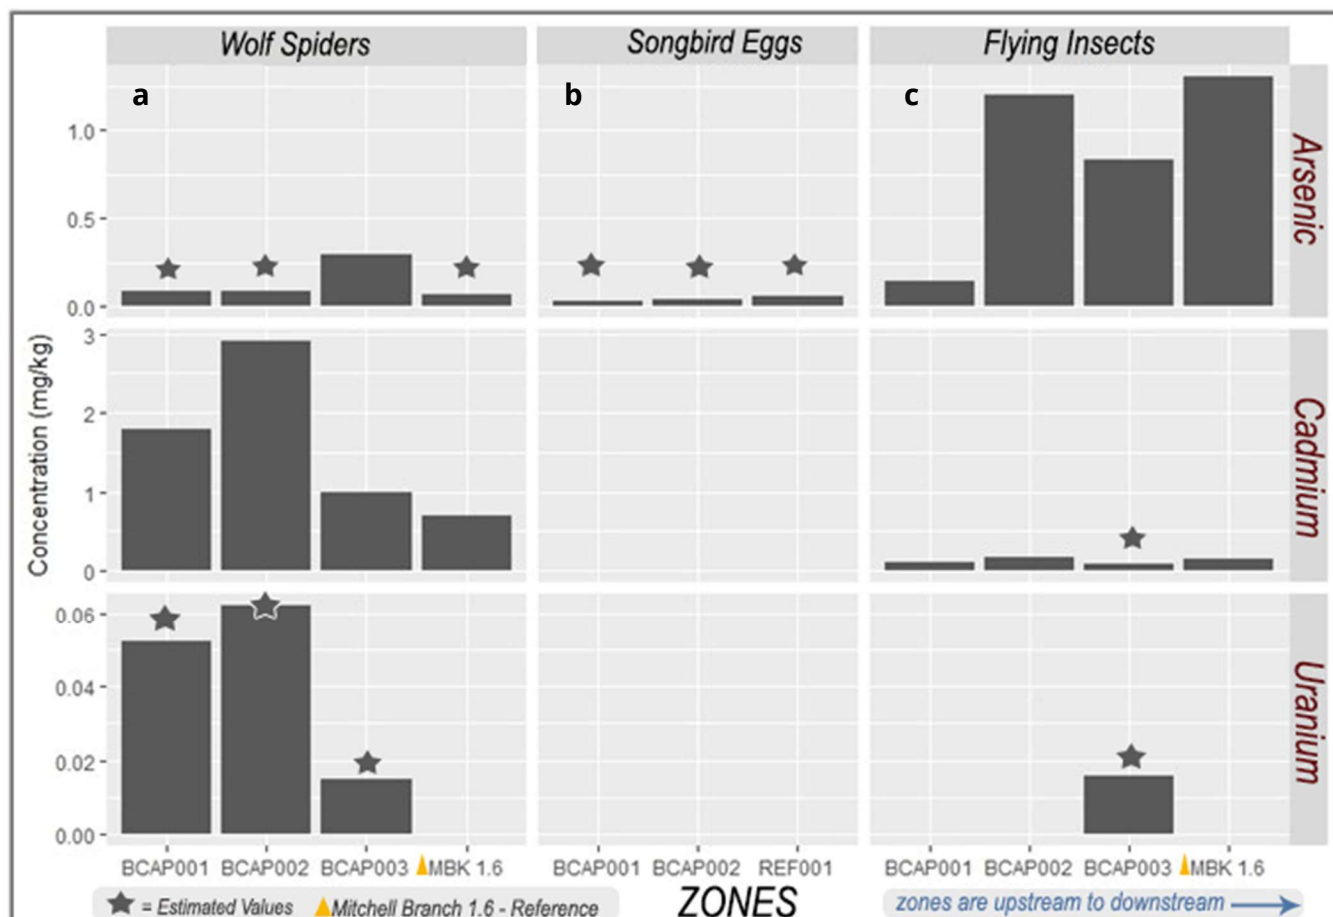 Wolf Spiders Songbird Eggs Flying Insects
a b c
Arsenic
1.0
0.5
0.0
Concentration (mg/kg)
Cadmium
3
2
1
0
Uranium
0.06
0.04
0.02
0.00
BCAP001 BCAP002 BCAP003 MBK 1.6 BCAP001 BCAP002 REF001 BCAP001 BCAP002 BCAP003 MBK 1.6
= Estimated Values Mitchell Branch 1.6 - Reference ZONES zones are upstream to downstream